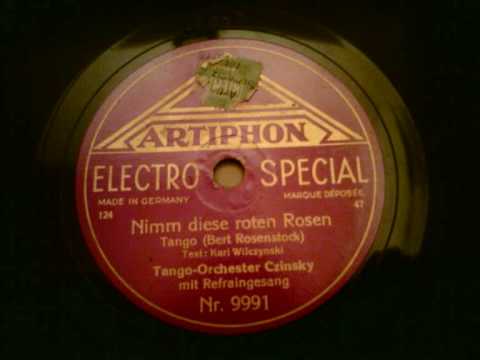 ARTIPHON
ELECTRO SPECIAL
MADE IN GERMANY MARQUE DÉPOSÉE
124 47
Nimm diese roten Rosen
Tango (Bert Rosenstock)
Text: Karl Wilczynski
Tango-Orchester Czinsky
mit Refraingesang
Nr. 9991